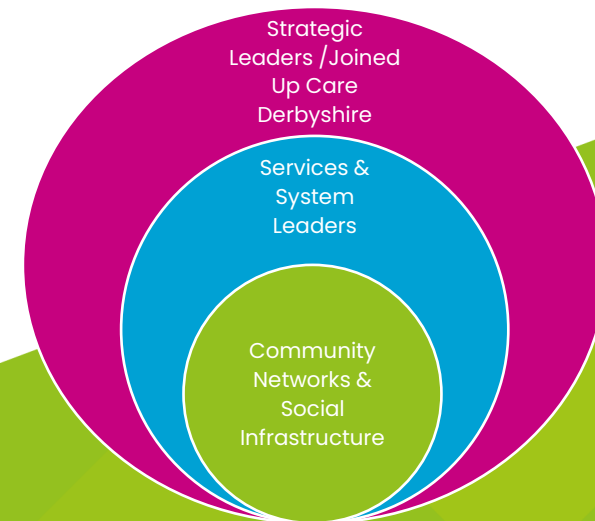 Strategic
Leaders /Joined
Up Care
Derbyshire
Services &
System
Leaders
Community
Networks &
Social
Infrastructure